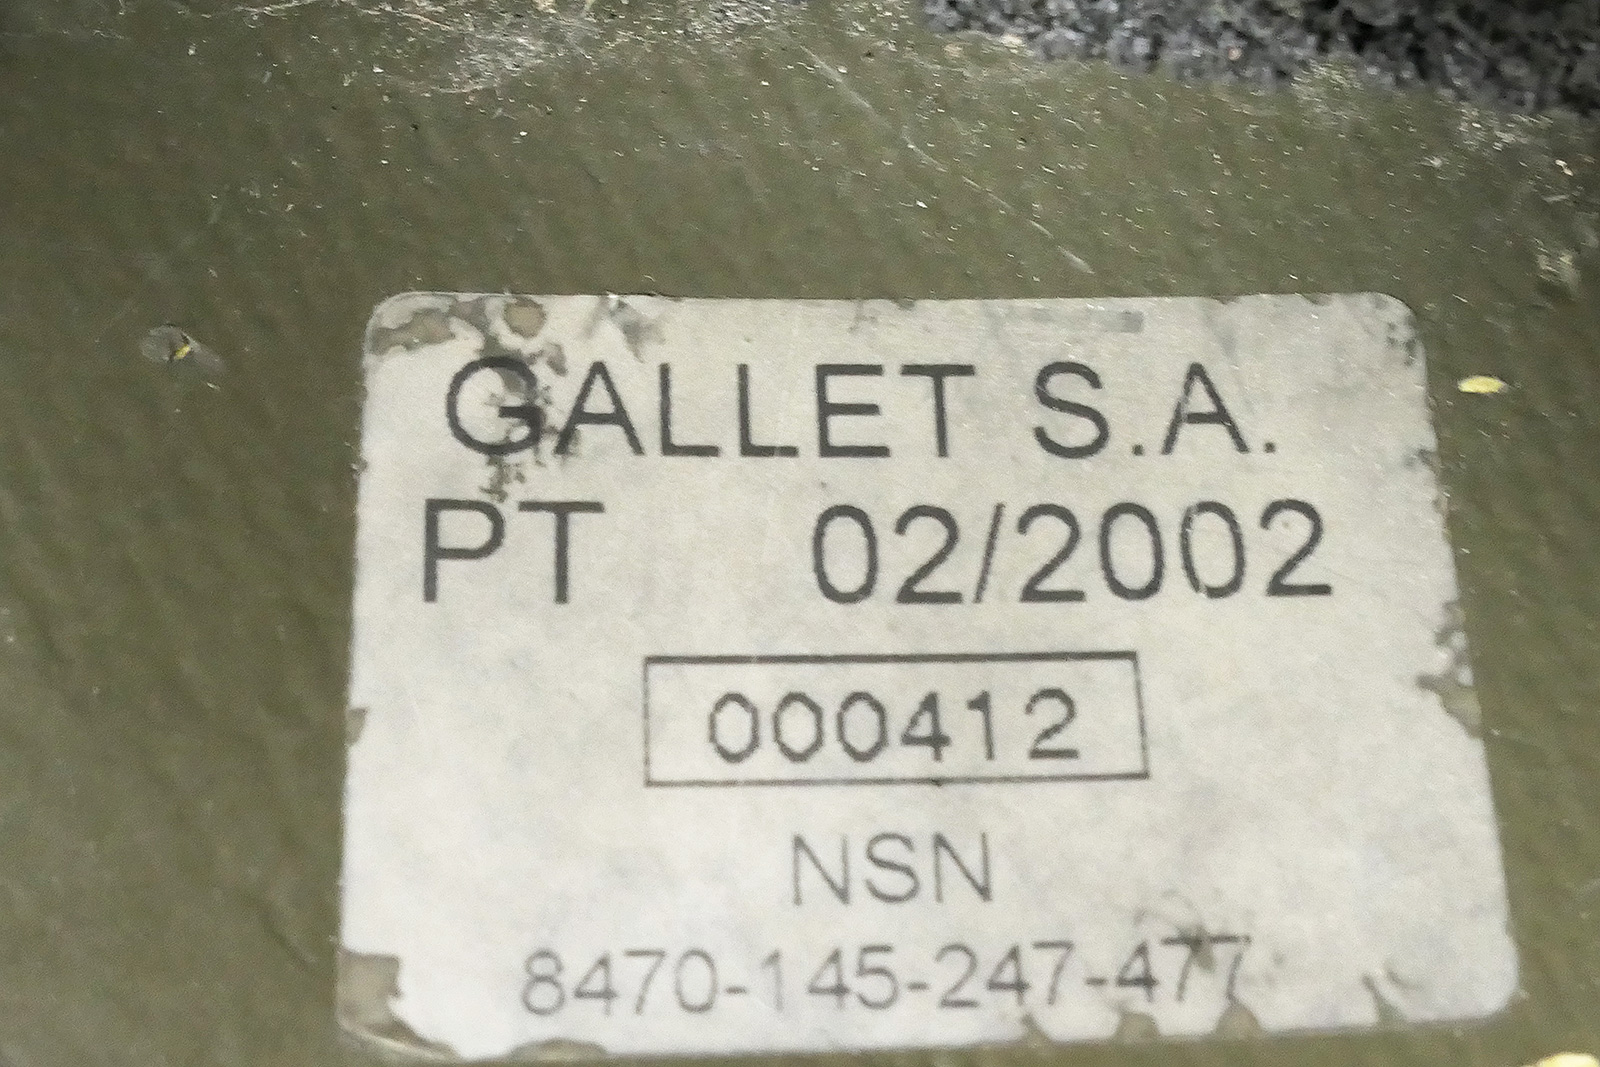 GALLET S.A.
PT 02/2002
000412
NSN
8470-145-247-477